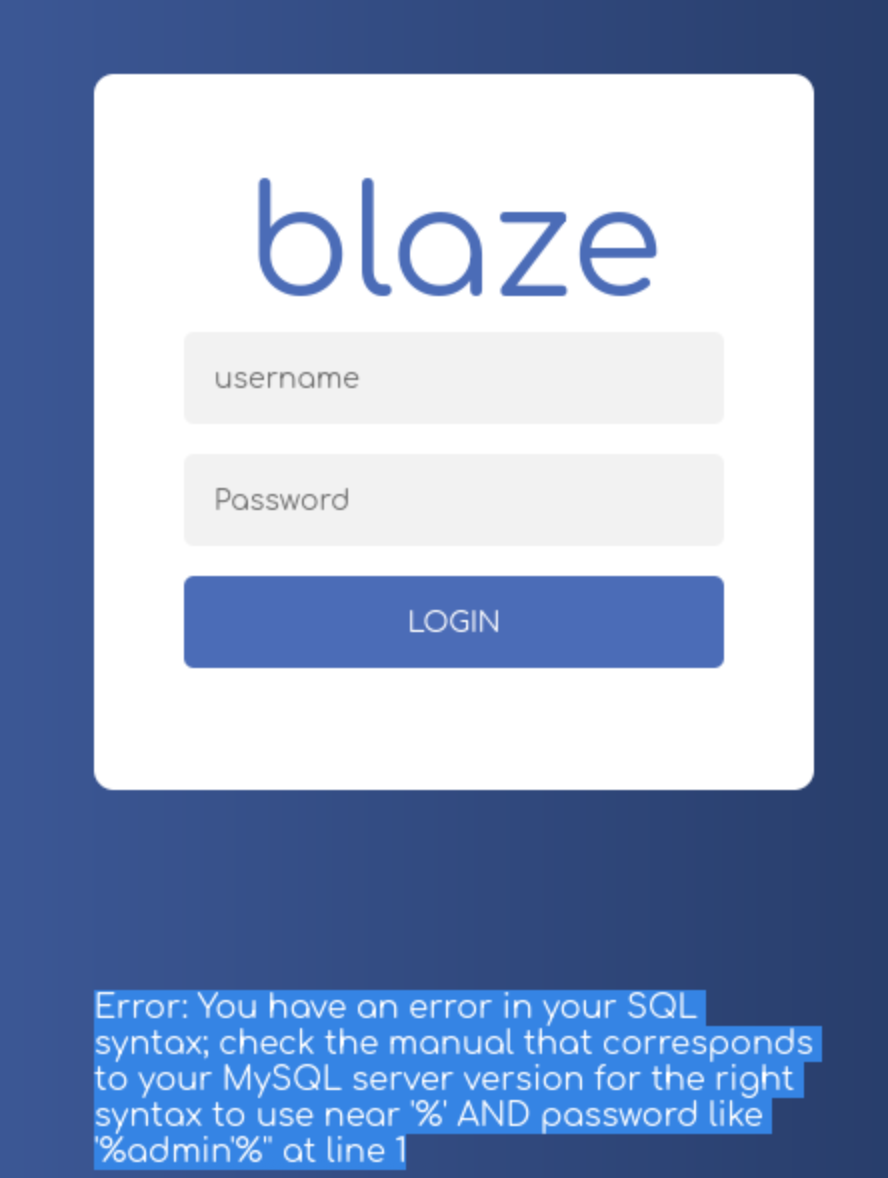 blaze
username
Password
LOGIN
Error: You have an error in your SQL
syntax; check the manual that corresponds
to your MySQL server version for the right
syntax to use near '%' AND password like
'%admin'%'' at line 1